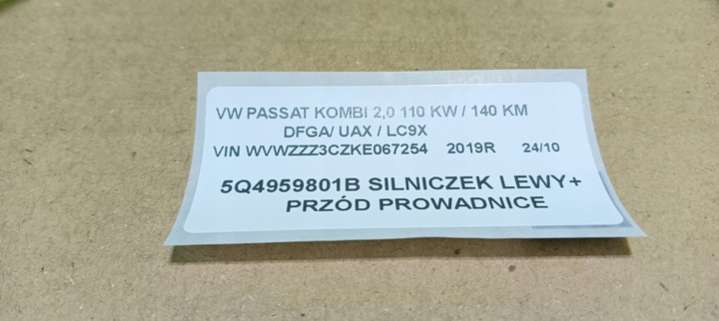 VW PASSAT KOMBI 2,0 110 KW / 140 KM
DFGA/ UAX / LC9X
VIN WVWZZZ3CZKE067254 2019R 24/10
5Q4959801B SILNICZEK LEWY+
PRZÓD PROWADNICE